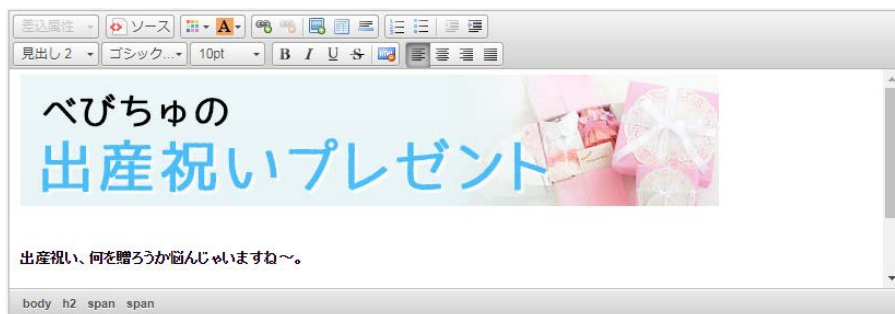 差込属性 ソース A
見出し 2 ゴシック... 10pt B I U S
べびちゅの
出産祝いプレゼント
出産祝い、何を贈ろうか悩んじゃいますね～。
body h2 span span